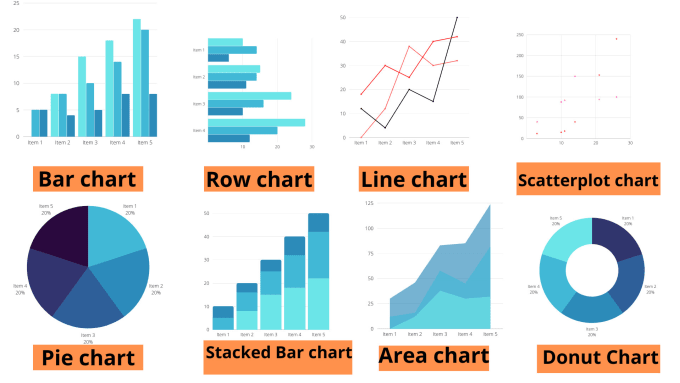 25
20
15
10
5
0
Item 1 Item 2 Item 3 Item 4 Item 5
Item 1
Item 2
Item 3
Item 4
10 20 30
50
40
30
20
10
0
Item 1 Item 2 Item 3 Item 4 Item 5
250
200
150
100
50
0
10 20 30
Bar chart
Row chart
Line chart
Scatterplot chart
Item 5
20%
Item 1
20%
Item 4
20%
Item 2
20%
Item 3
20%
50
40
30
20
10
0
Item 1 Item 2 Item 3 Item 4 Item 5
125
100
75
50
25
0
Item 1 Item 2 Item 3 Item 4 Item 5
Item 5
20%
Item 1
20%
Item 4
20%
Item 2
20%
Item 3
20%
Pie chart
Stacked Bar chart
Area chart
Donut Chart